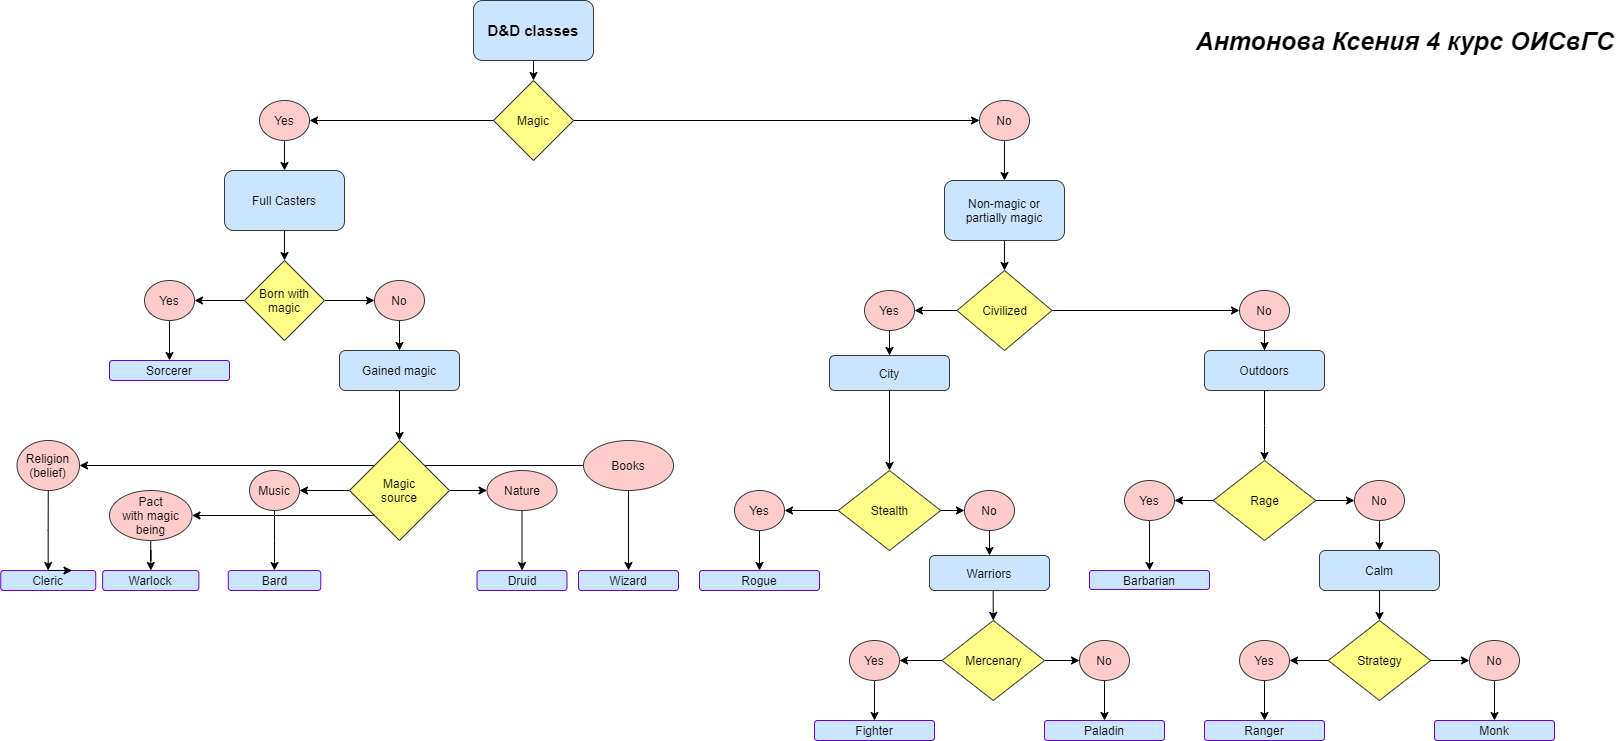 D&D classes
Антонова Ксения 4 курс ОИСвГС
Yes
Magic
No
Full Casters
Non-magic or
partially magic
Yes
Born with
magic
No
Yes
Civilized
No
Sorcerer
Gained magic
City
Outdoors
Religion
(belief)
Pact
with magic
being
Music
Magic
source
Nature
Books
Yes
Stealth
No
Yes
Rage
No
Cleric
Warlock
Bard
Druid
Wizard
Rogue
Warriors
Barbarian
Calm
Yes
Mercenary
No
Yes
Strategy
No
Fighter
Paladin
Ranger
Monk